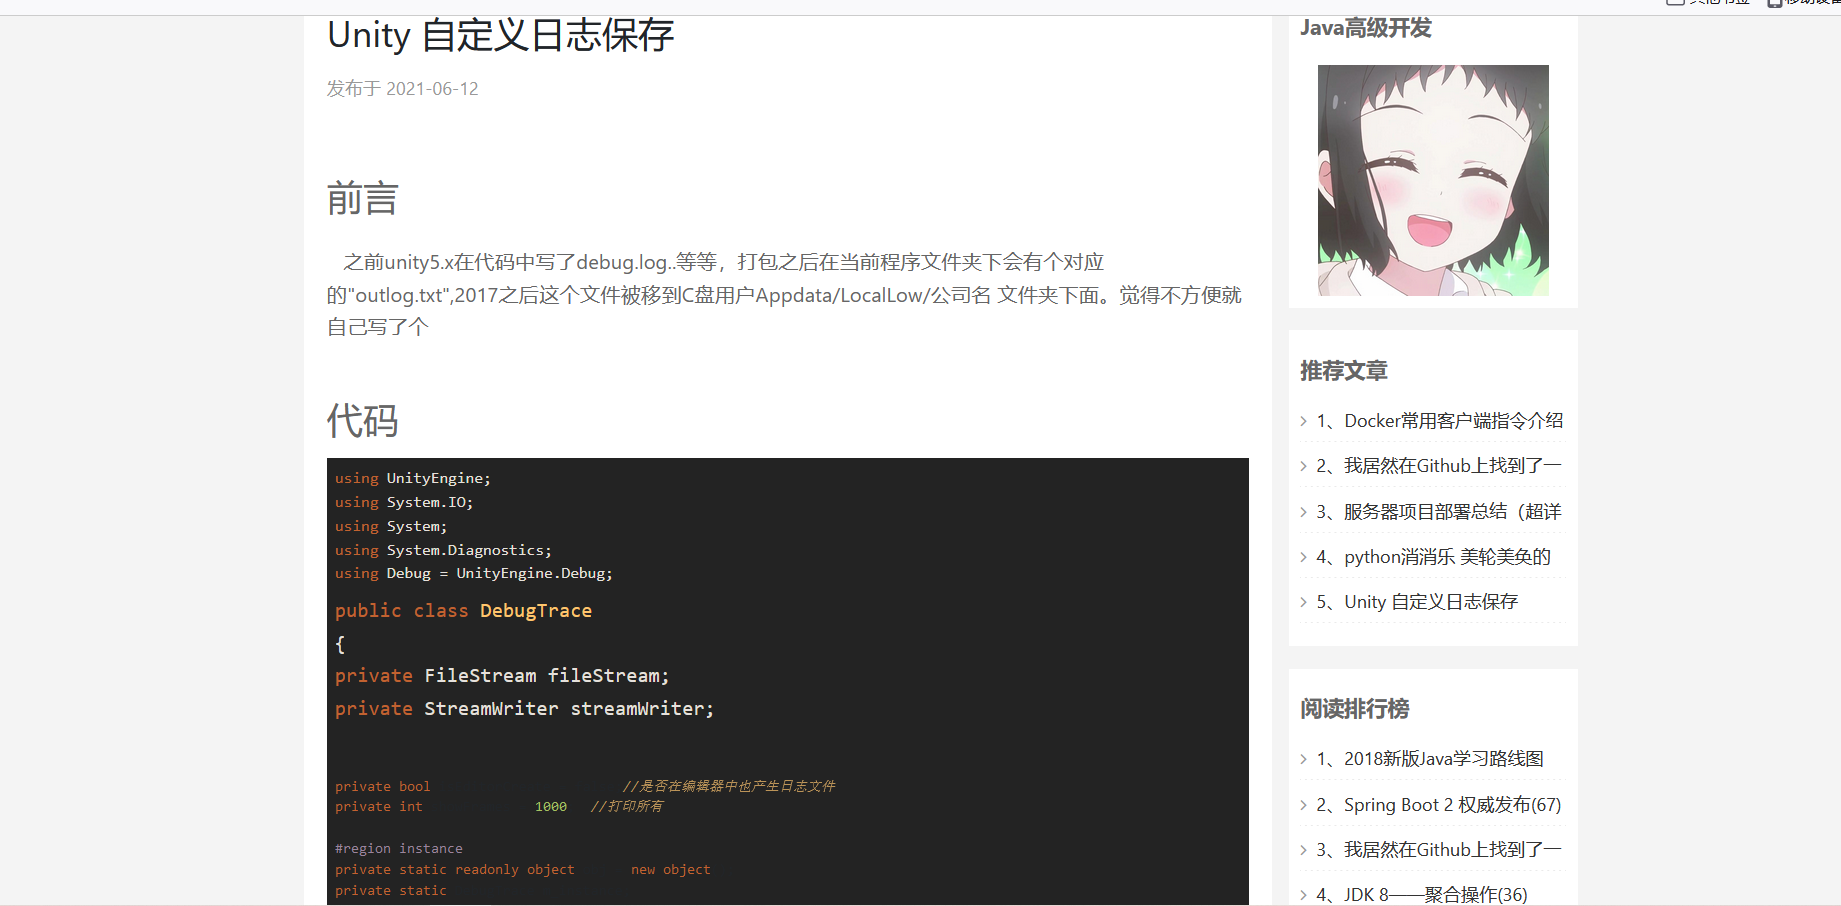 Unity 自定义日志保存
发布于 2021-06-12
前言
之前unity5.x在代码中写了debug.log..等等，打包之后在当前程序文件夹下会有个对应
的"outlog.txt",2017之后这个文件被移到C盘用户Appdata/LocalLow/公司名 文件夹下面。觉得不方便就
自己写了个
代码
using UnityEngine;
using System.IO;
using System;
using System.Diagnostics;
using Debug = UnityEngine.Debug;
public class DebugTrace
{
private FileStream fileStream;
private StreamWriter streamWriter;
private bool //是否在编辑器中也产生日志文件
private int 1000 //打印所有
#region instance
private static readonly object new object
private static
Java高级开发
推荐文章
1、Docker常用客户端指令介绍
2、我居然在Github上找到了一
3、服务器项目部署总结（超详
4、python消消乐 美轮美奂的
5、Unity 自定义日志保存
阅读排行榜
1、2018新版Java学习路线图
2、Spring Boot 2 权威发布(67)
3、我居然在Github上找到了一
4、JDK 8——聚合操作(36)